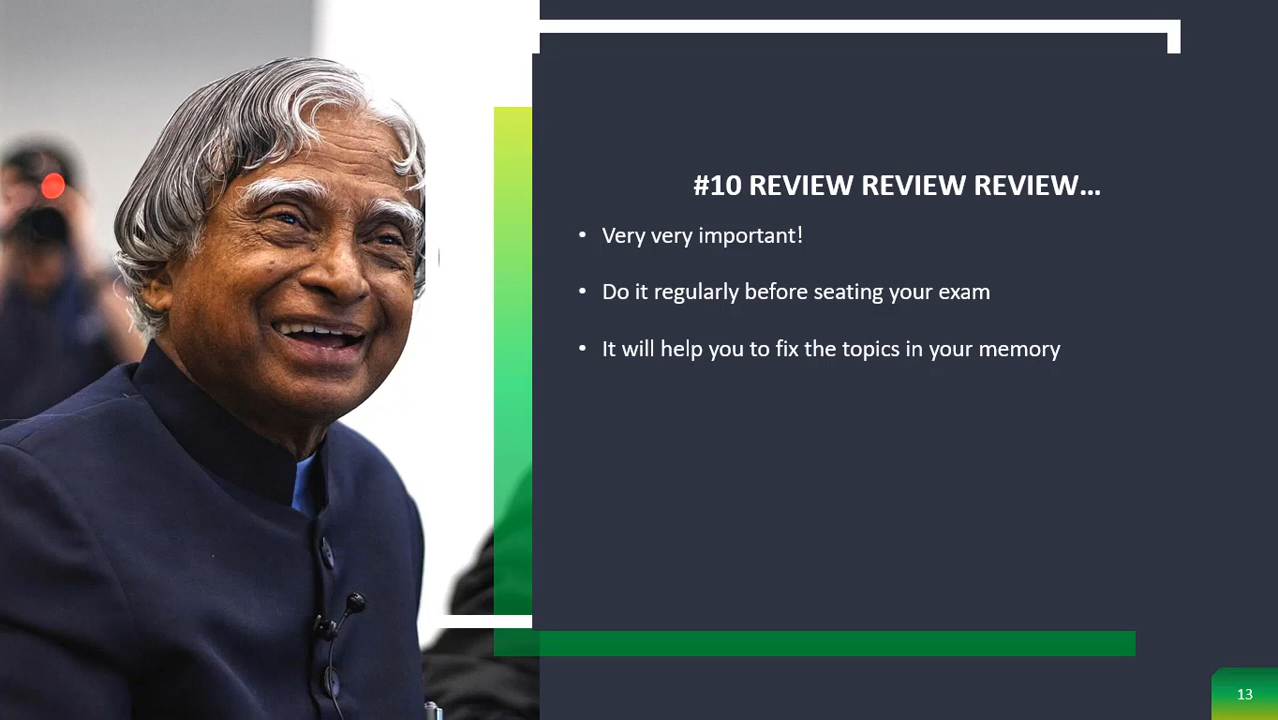 #10 REVIEW REVIEW REVIEW...
• Very very important!
• Do it regularly before seating your exam
• It will help you to fix the topics in your memory
13